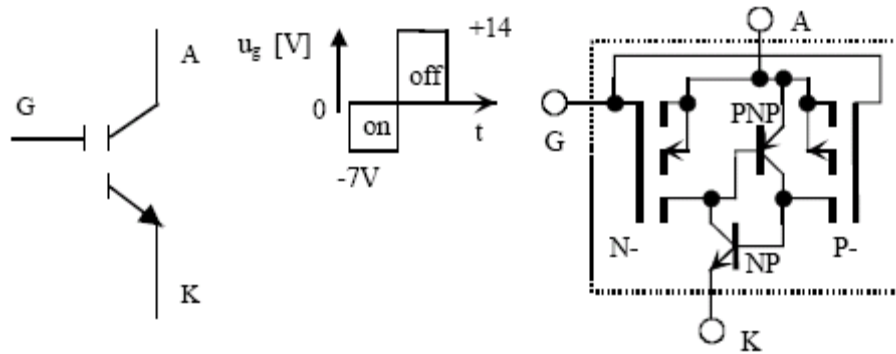 A
G
K
u_g [V]
+14
off
0
on
t
-7V
A
G
PNP
N-
NP
P-
K